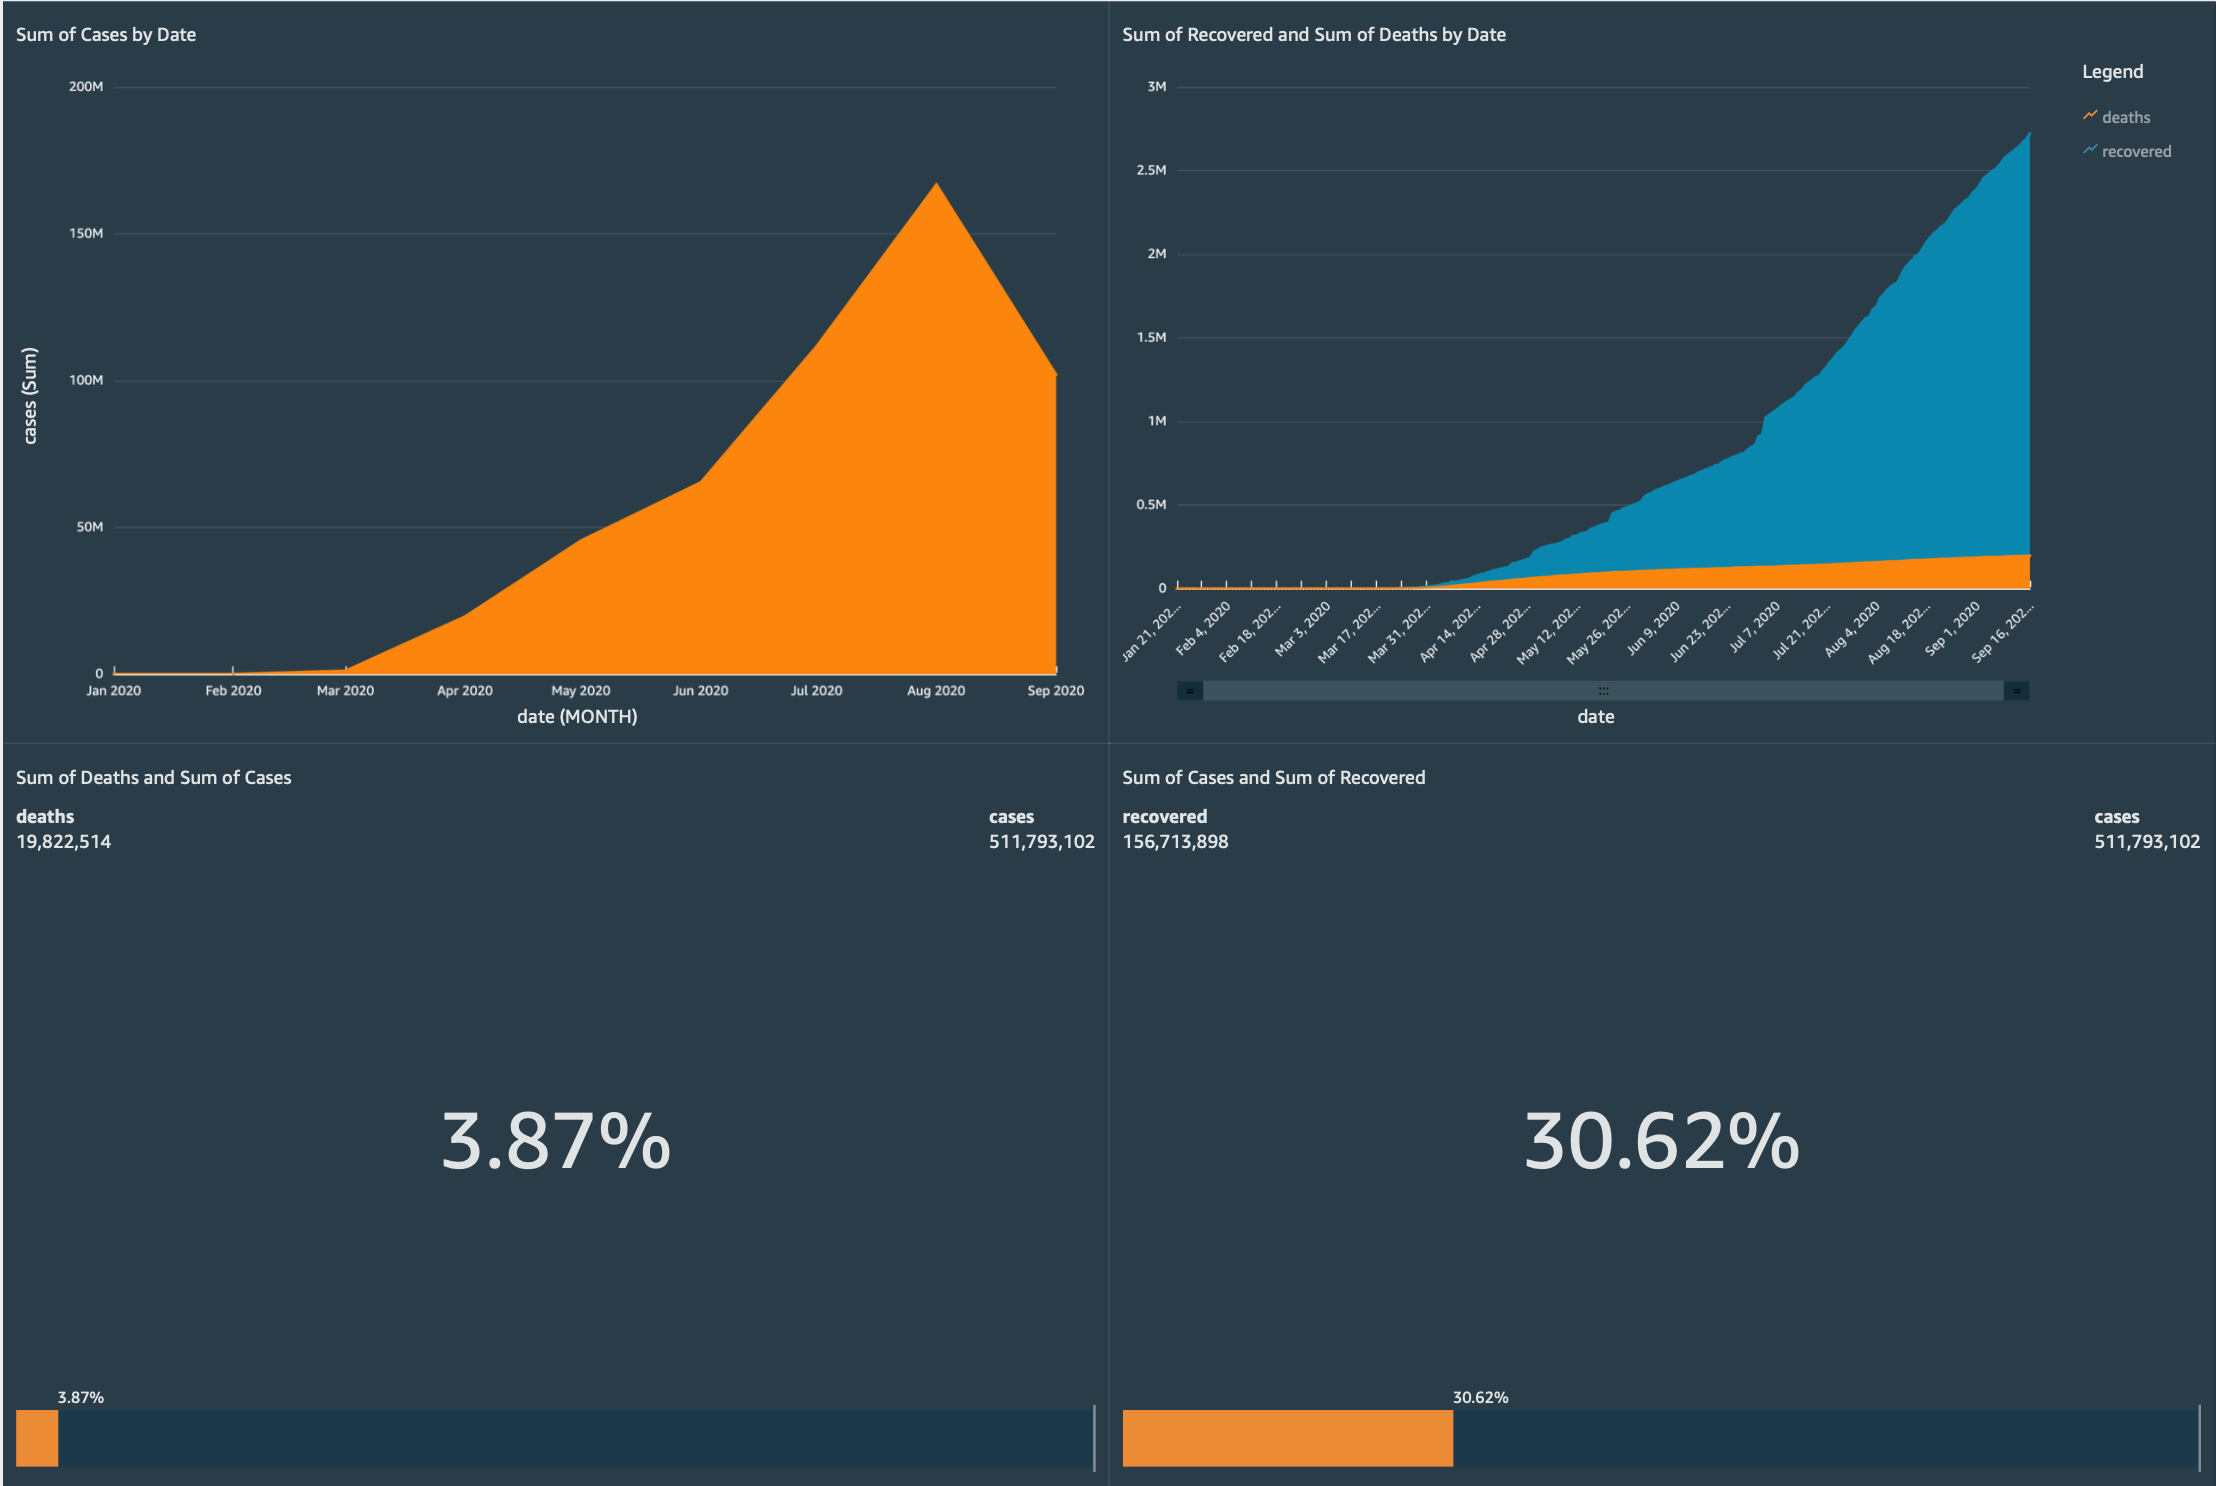 Sum of Cases by Date
200M
150M
100M
50M
0
cases (Sum)
Jan 2020 Feb 2020 Mar 2020 Apr 2020 May 2020 Jun 2020 Jul 2020 Aug 2020 Sep 2020
date (MONTH)
Sum of Recovered and Sum of Deaths by Date
Legend
deaths
recovered
3M
2.5M
2M
1.5M
1M
0.5M
0
Jan 21, 202... Feb 4, 2020 Feb 18, 202... Mar 3, 2020 Mar 17, 202... Mar 31, 202... Apr 14, 202... Apr 28, 202... May 12, 202... May 26, 202... Jun 9, 2020 Jun 23, 202... Jul 7, 2020 Jul 21, 202... Aug 4, 2020 Aug 18, 202... Sep 1, 2020 Sep 16, 202...
date
Sum of Deaths and Sum of Cases
deaths cases
19,822,514 511,793,102
3.87%
3.87%
Sum of Cases and Sum of Recovered
recovered cases
156,713,898 511,793,102
30.62%
30.62%